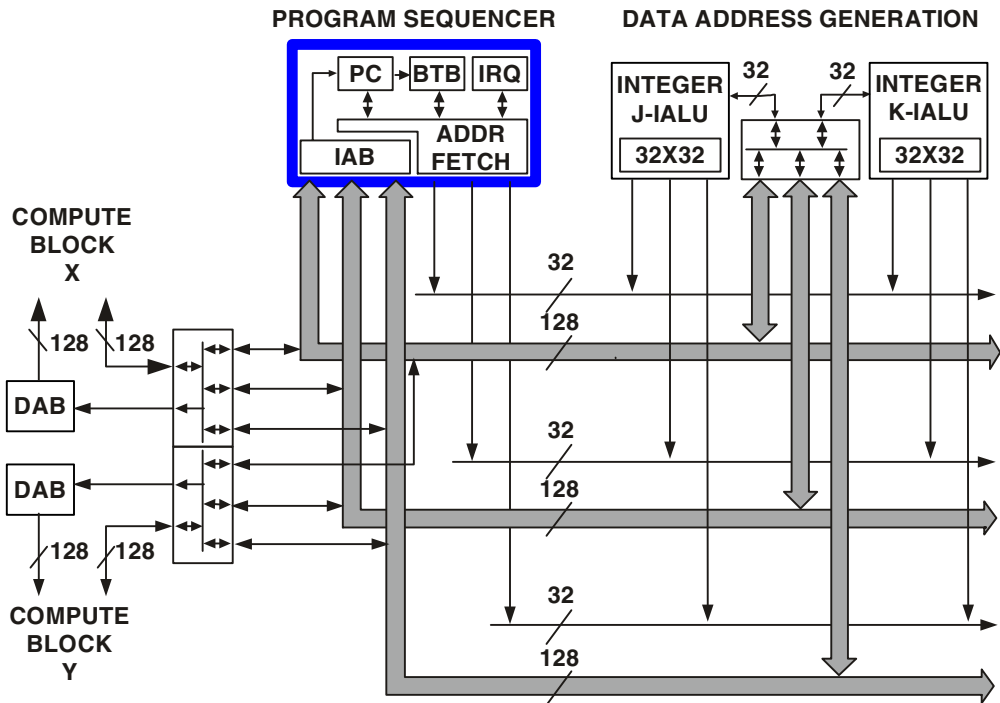 PROGRAM SEQUENCER
DATA ADDRESS GENERATION
PC
BTB
IRQ
ADDR
FETCH
IAB
INTEGER
J-IALU
32X32
32
32
INTEGER
K-IALU
32X32
COMPUTE
BLOCK
X
128
128
DAB
DAB
128
128
COMPUTE
BLOCK
Y
32
128
32
128
32
128